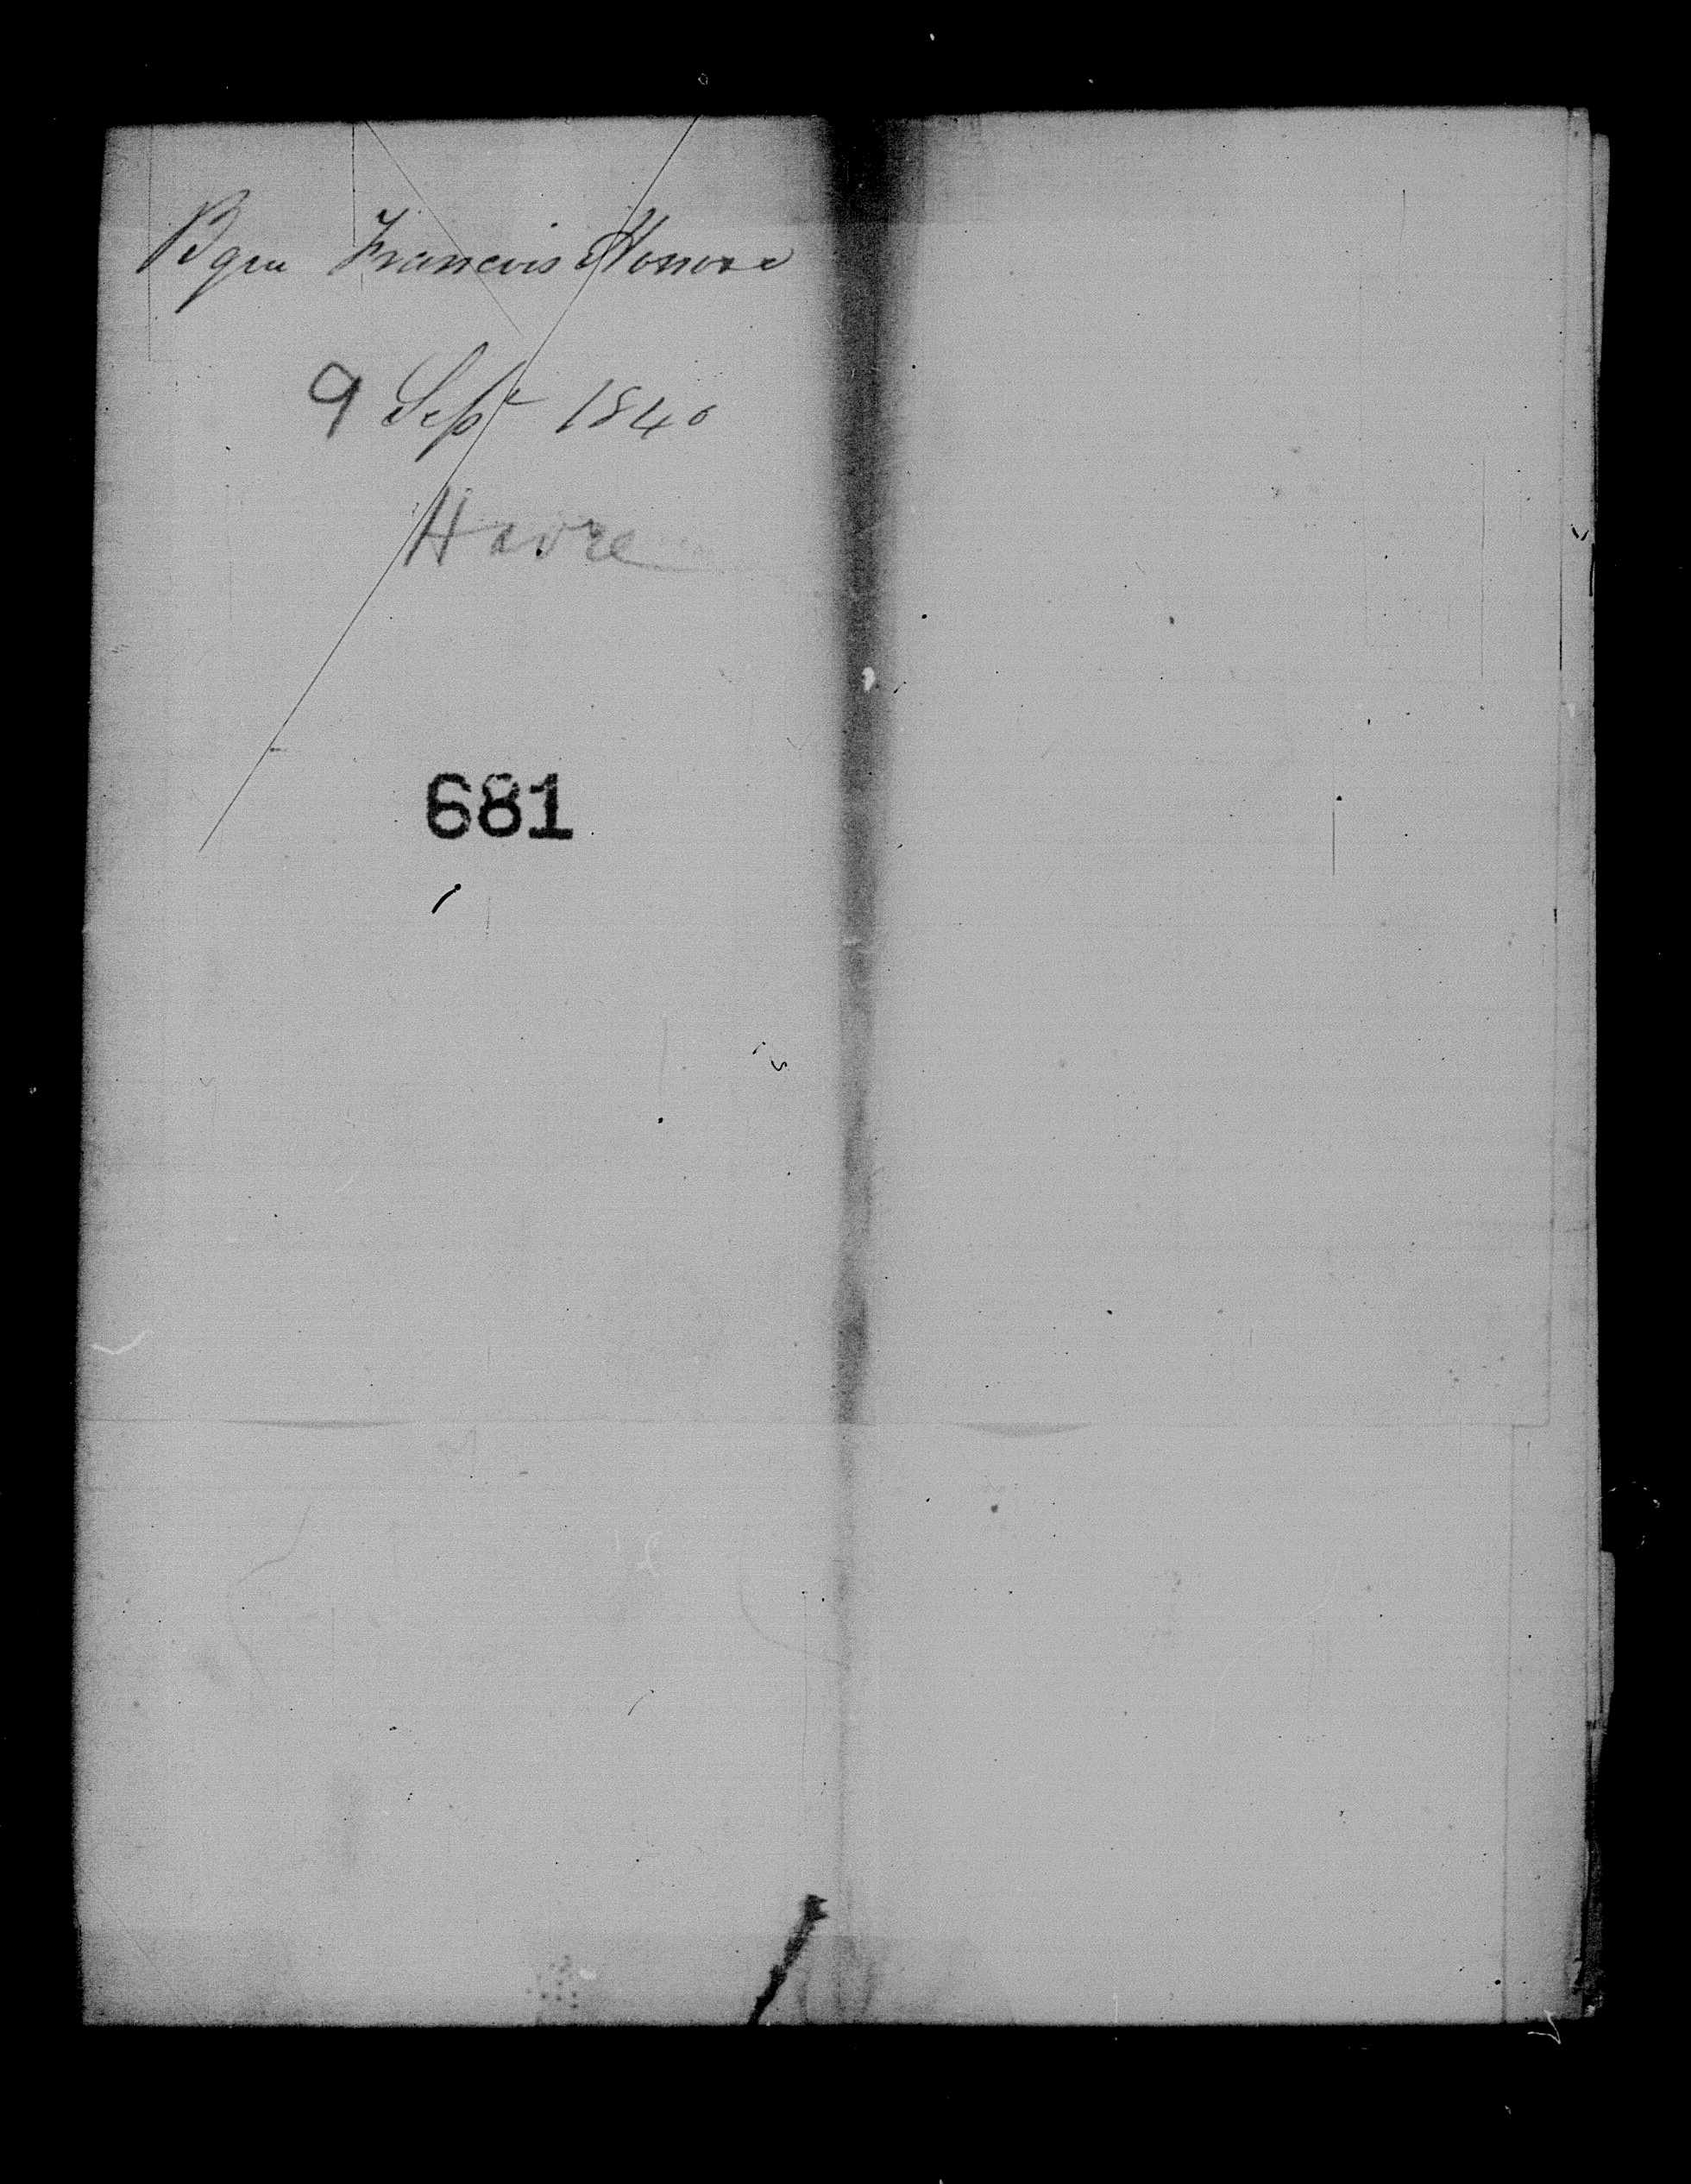 Bque Francois Honore
9 Sept 1840
Havre
681